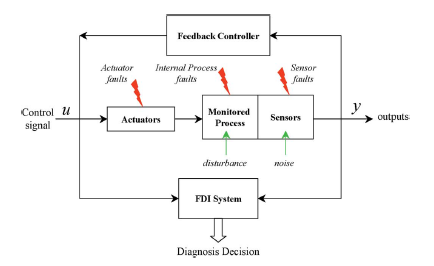 Feedback Controller
Actuator
faults
Internal Process
faults
Sensor
faults
Control
signal
u
Actuators
Monitored
Process
Sensors
y
outputs
disturbance
noise
FDI System
Diagnosis Decision